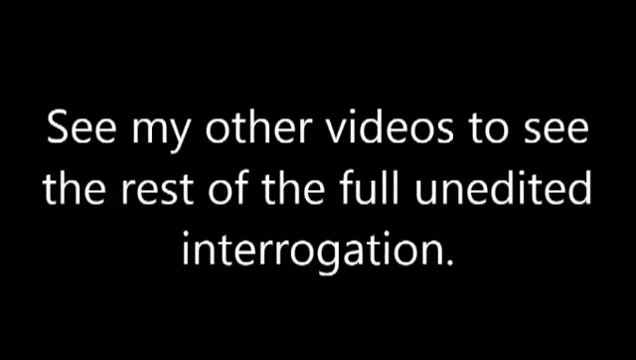 See my other videos to see
the rest of the full unedited
interrogation.